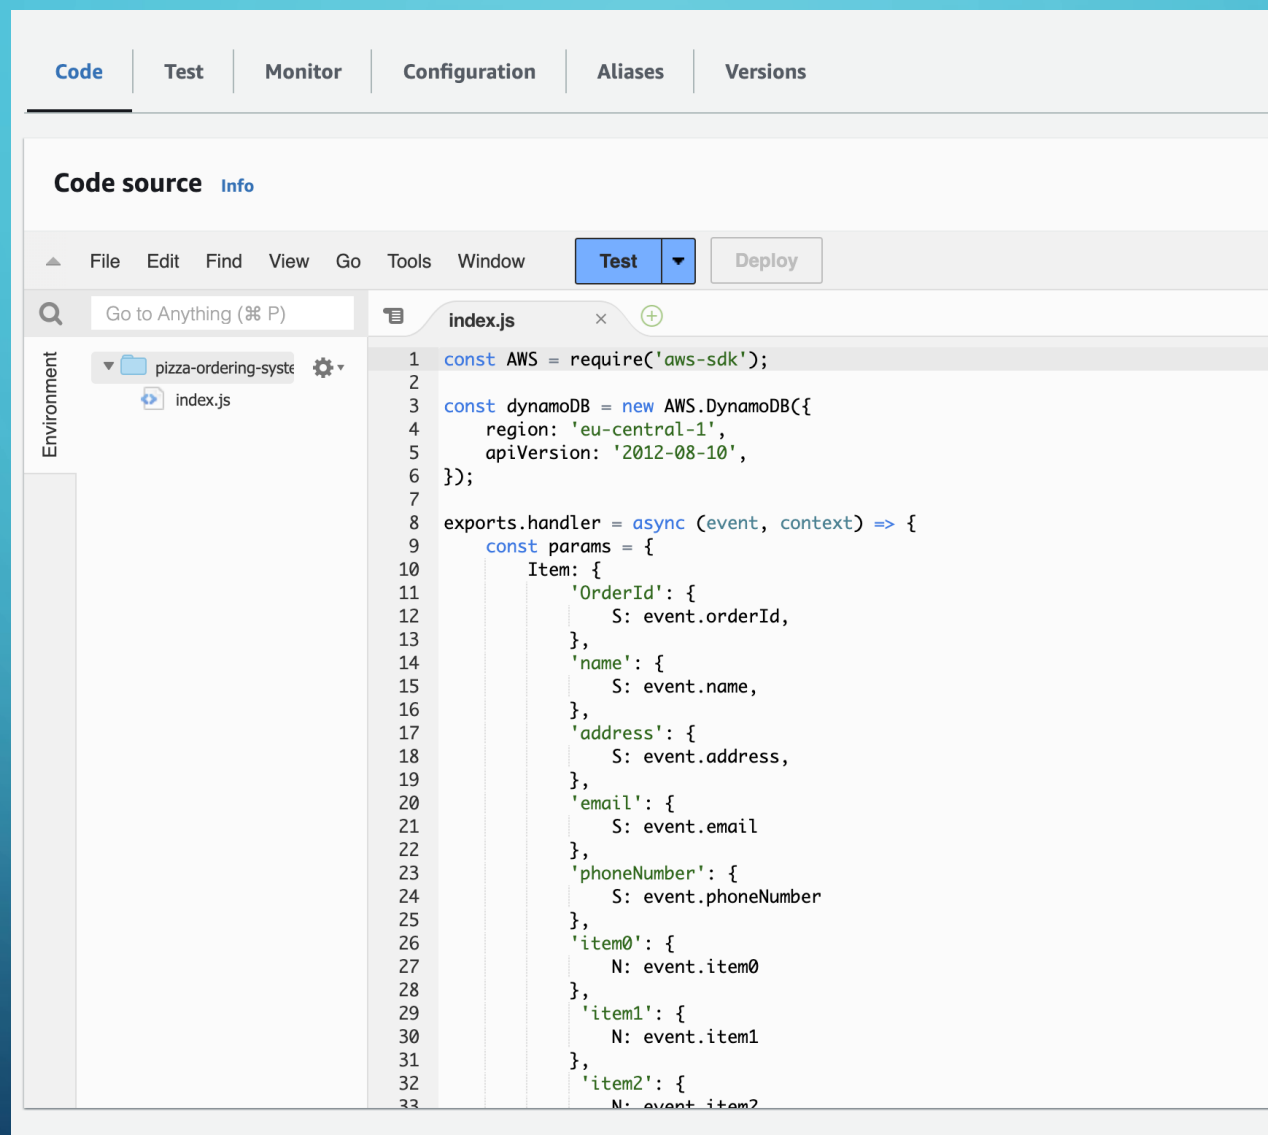 Code Test Monitor Configuration Aliases Versions
Code source Info
File Edit Find View Go Tools Window Test Deploy
Go to Anything (⌘ P)
index.js
Environment
pizza-ordering-syste
index.js
1 const AWS = require('aws-sdk');
2
3 const dynamoDB = new AWS.DynamoDB({
4     region: 'eu-central-1',
5     apiVersion: '2012-08-10',
6 });
7
8 exports.handler = async (event, context) => {
9     const params = {
10         Item: {
11             'OrderId': {
12                 S: event.orderId,
13             },
14             'name': {
15                 S: event.name,
16             },
17             'address': {
18                 S: event.address,
19             },
20             'email': {
21                 S: event.email
22             },
23             'phoneNumber': {
24                 S: event.phoneNumber
25             },
26             'item0': {
27                 N: event.item0
28             },
29              'item1': {
30                 N: event.item1
31             },
32              'item2': {
33                 N: event.item2